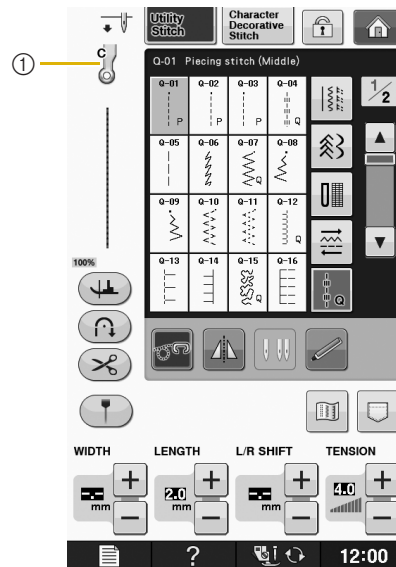 Utility Stitch
Character Decorative Stitch
1
C
Q-01 Piecing stitch (Middle)
1/2
Q-01 Q-02 Q-03 Q-04
P P P Q
Q-05 Q-06 Q-07 Q-08
Q
Q-09 Q-10 Q-11 Q-12
Q
Q-13 Q-14 Q-15 Q-16
Q
Q
100%
WIDTH LENGTH L/R SHIFT TENSION
-.- 2.0 -.- 4.0
mm mm mm
+ + + +
− − − −
? 12:00